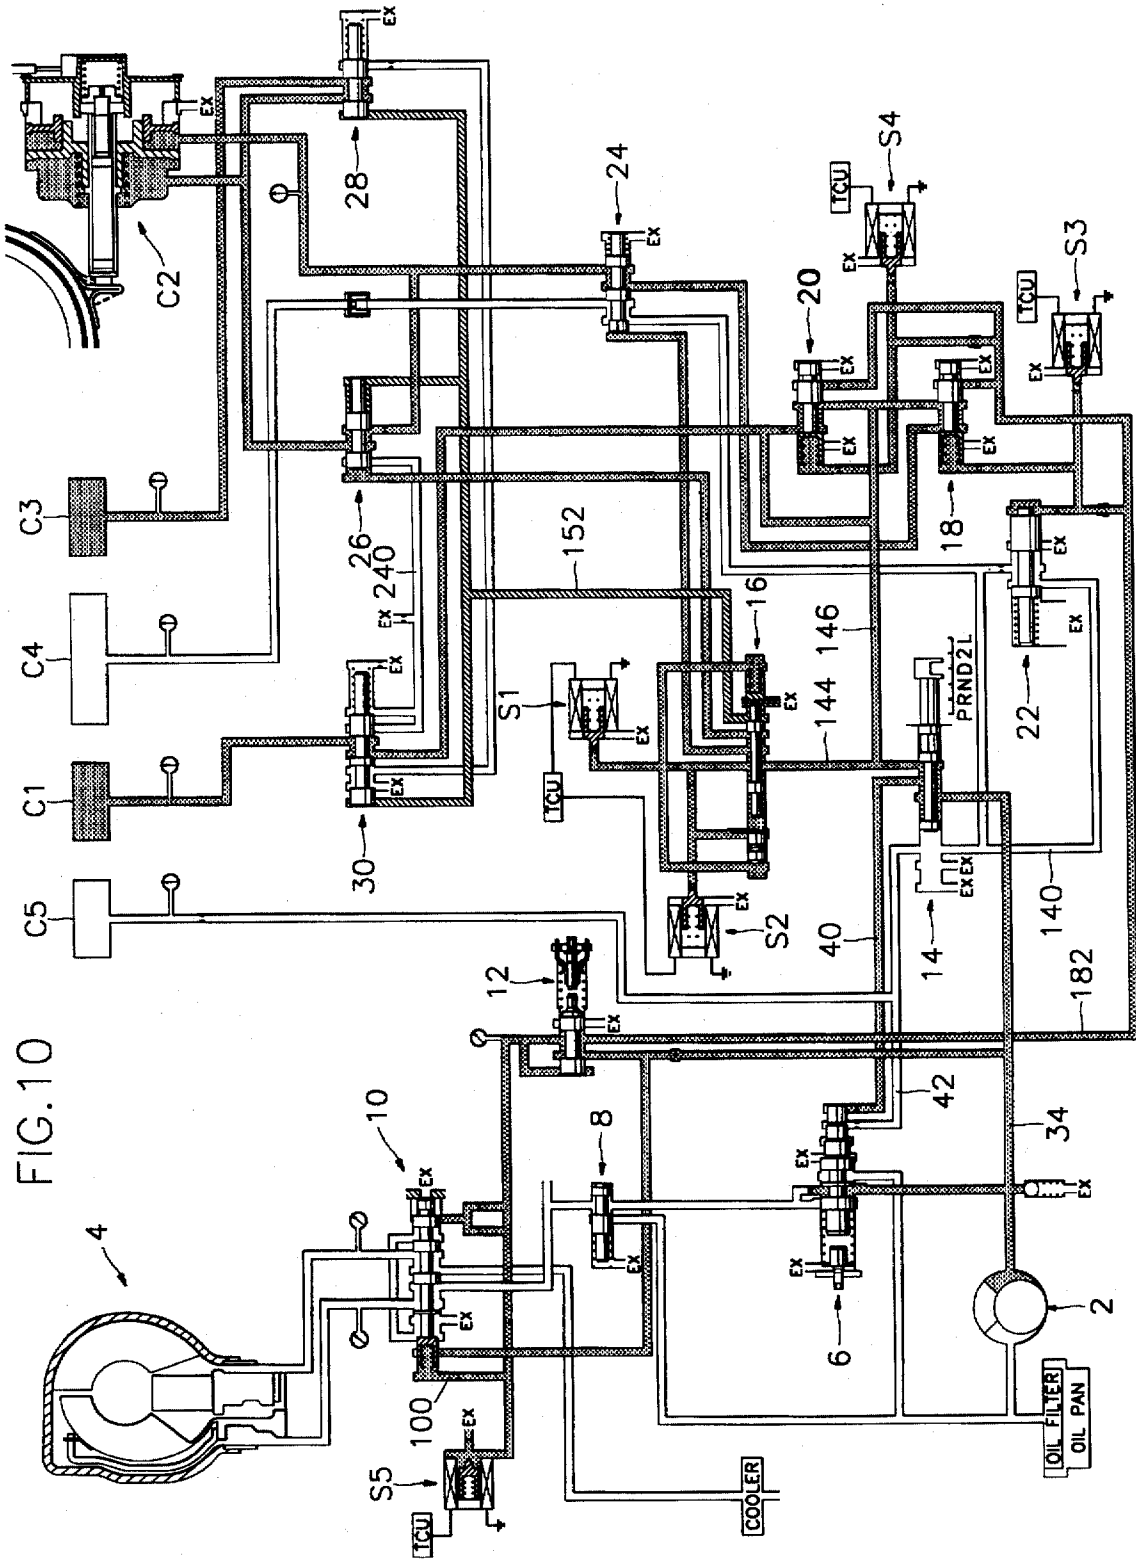 FIG.10
4
10
C5
C1
C4
C3
C2
EX
EX
28
EX
24
EX
S4
TCU
EX
20
EX
EX
S3
TCU
EX
EX
EX
18
26
240
EX
152
EX
EX
30
S1
EX
TCU
16
EX
146
144
PRND2L
22
EX
EX
S2
EX
12
EX
40
14
EX
EX
140
182
42
34
8
EX
EX
EX
EX
6
2
EX
EX
100
S5
EX
TCU
COOLER
OIL FILTER
OIL PAN